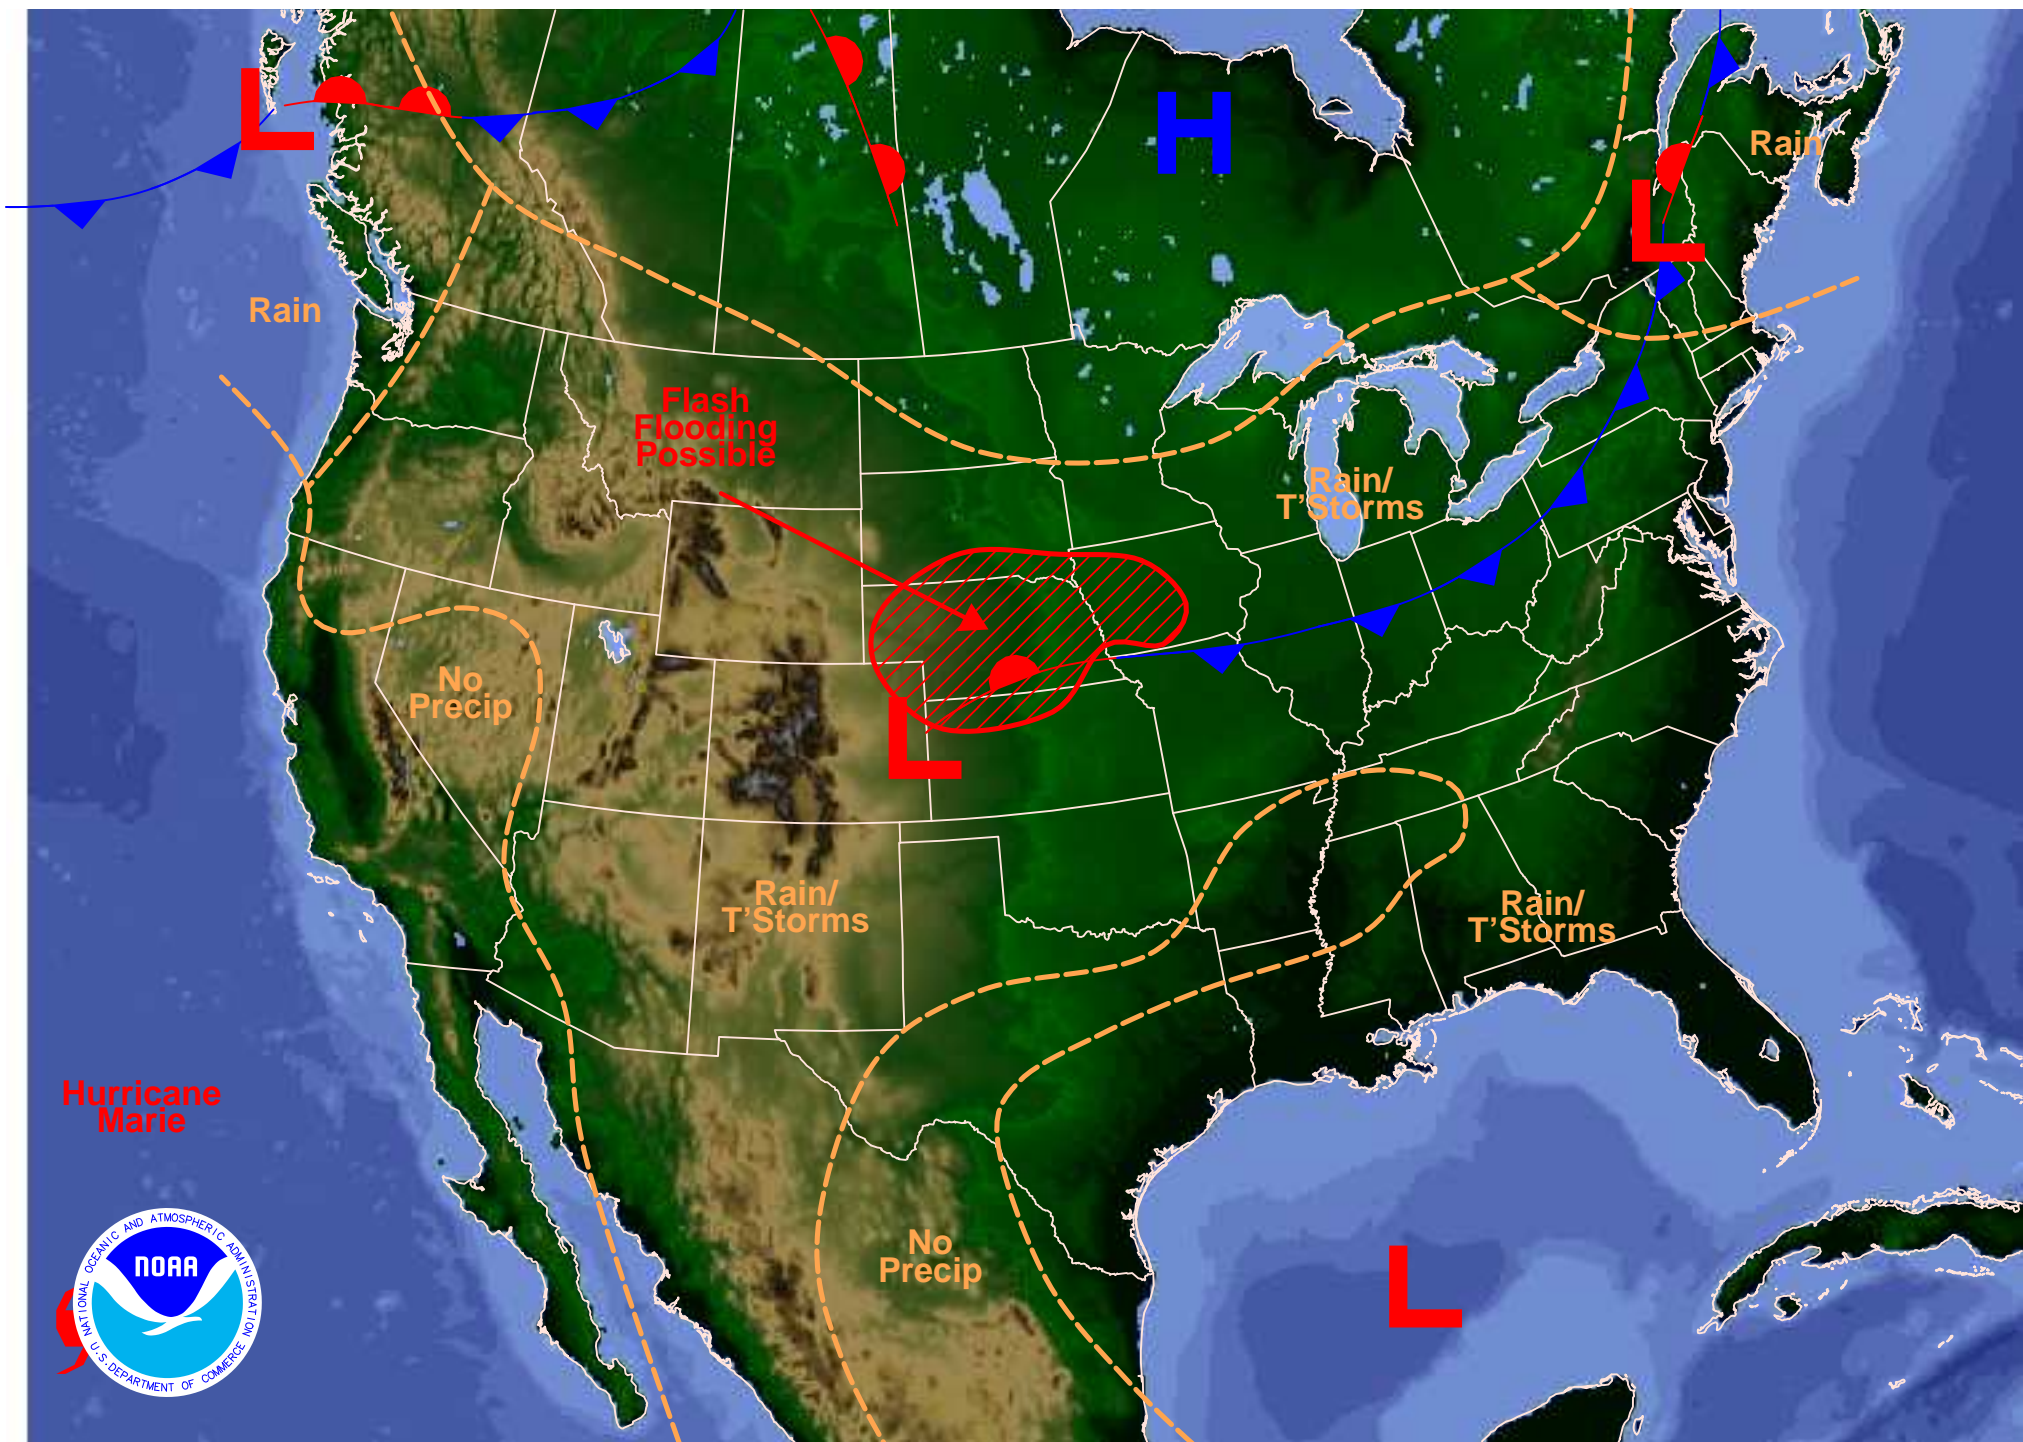 L
H
Rain
L
Rain
Flash
Flooding
Possible
Rain/
T'Storms
No
Precip
L
Rain/
T'Storms
Rain/
T'Storms
Hurricane
Marie
No
Precip
L
NATIONAL OCEANIC AND ATMOSPHERIC ADMINISTRATION
NOAA
U.S. DEPARTMENT OF COMMERCE